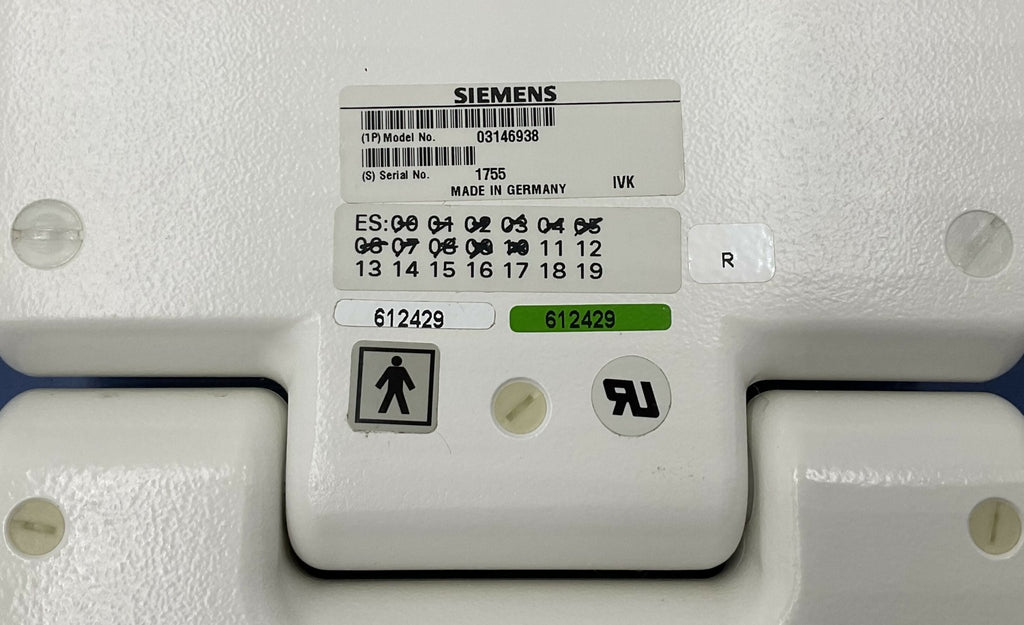 SIEMENS
(1P) Model No. 03146938
(S) Serial No. 1755
MADE IN GERMANY IVK
ES: 00 01 02 03 04 05
06 07 08 09 10 11 12
13 14 15 16 17 18 19
R
612429 612429
UR